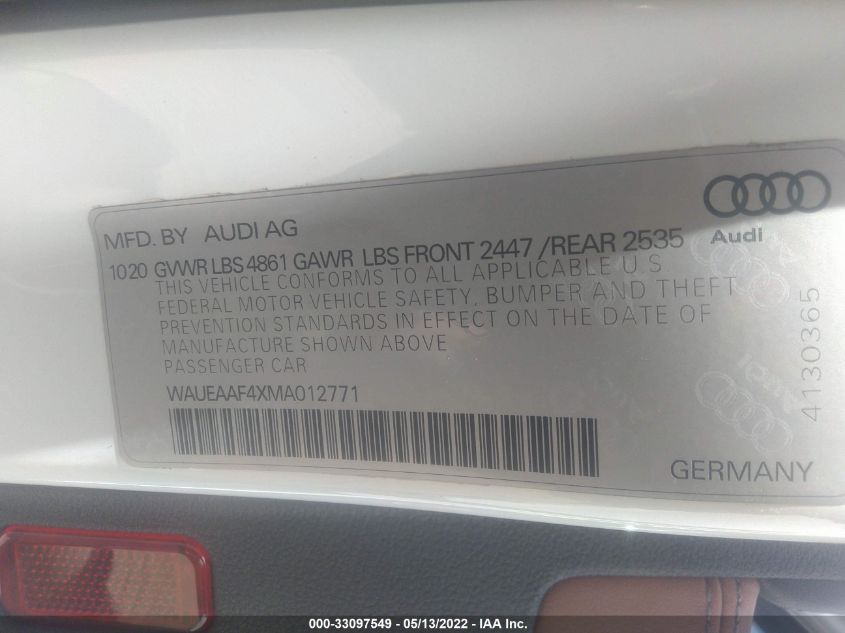 MFD. BY AUDI AG
Audi
1020 GVWR LBS 4861 GAWR LBS FRONT 2447 /REAR 2535
THIS VEHICLE CONFORMS TO ALL APPLICABLE U.S
FEDERAL MOTOR VEHICLE SAFETY, BUMPER AND THEFT
PREVENTION STANDARDS IN EFFECT ON THE DATE OF
MANUFACTURE SHOWN ABOVE
PASSENGER CAR
WAUEAAF4XMA012771
4130365
GERMANY
000-33097549 - 05/13/2022 - IAA Inc.